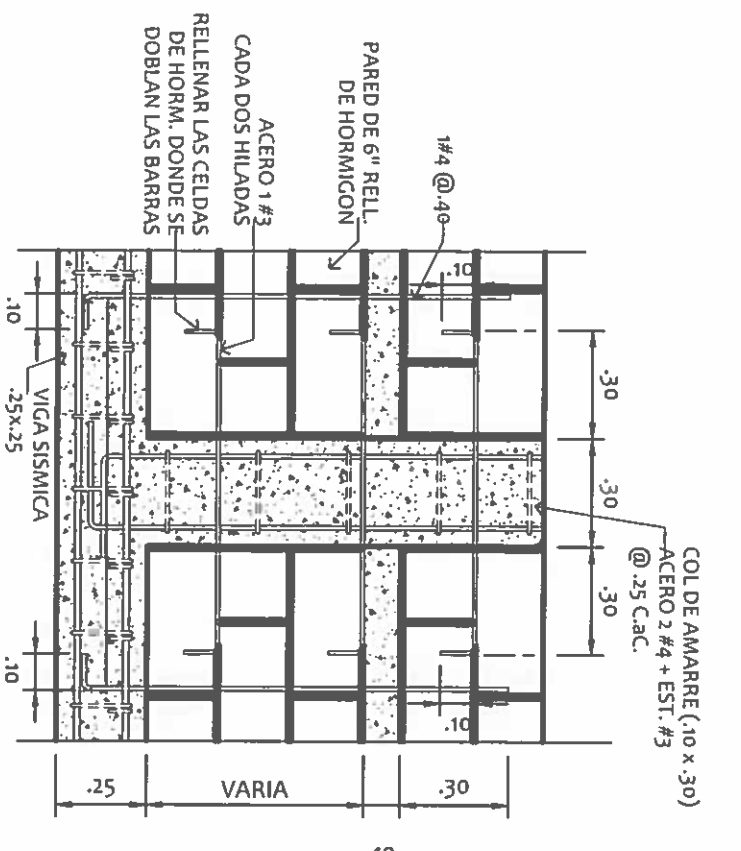 COL DE AMARRE (.10 x .30)
ACERO 2 #4 + EST. #3
@ .25 C.aC.
.30
.30
.30
1#4 @.40
PARED DE 6" RELL.
DE HORMIGON
ACERO 1 #3
CADA DOS HILADAS
RELLENAR LAS CELDAS
DE HORM. DONDE SE
DOBLAN LAS BARRAS
.10
.10
.10
.10
VIGA SISMICA
.25x.25
.25
VARIA
.30